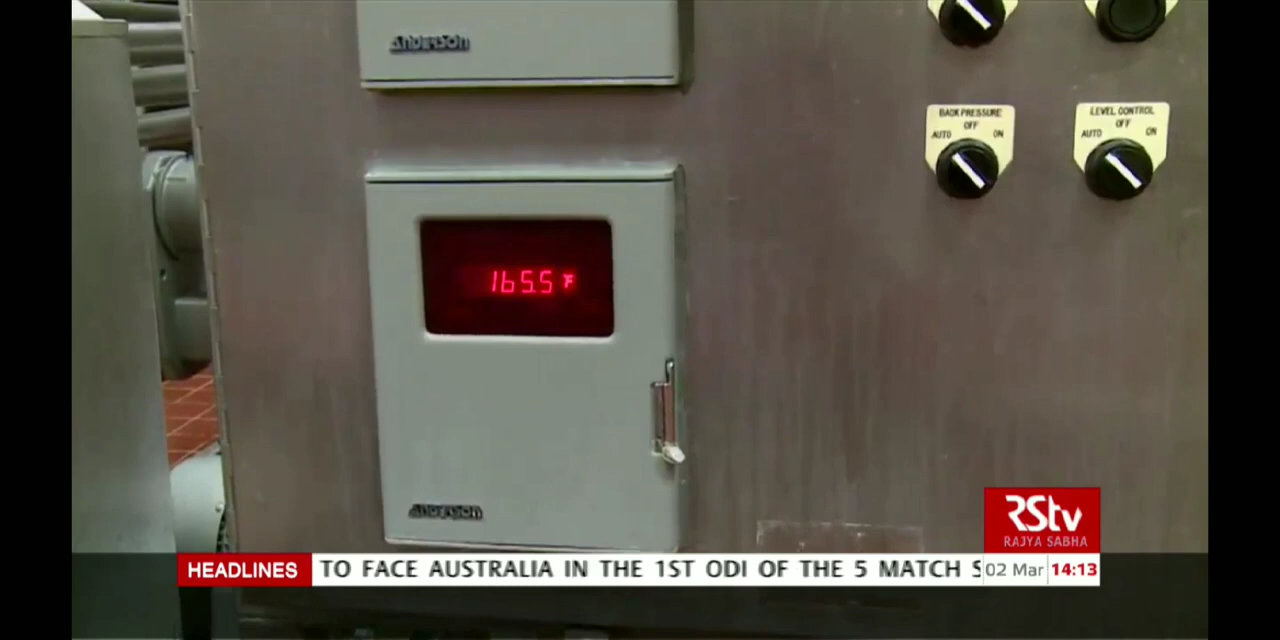 Anderson
BACK PRESSURE
OFF
AUTO ON
LEVEL CONTROL
OFF
AUTO ON
165.5 °F
Anderson
RStv
RAJYA SABHA
HEADLINES TO FACE AUSTRALIA IN THE 1ST ODI OF THE 5 MATCH S 02 Mar 14:13